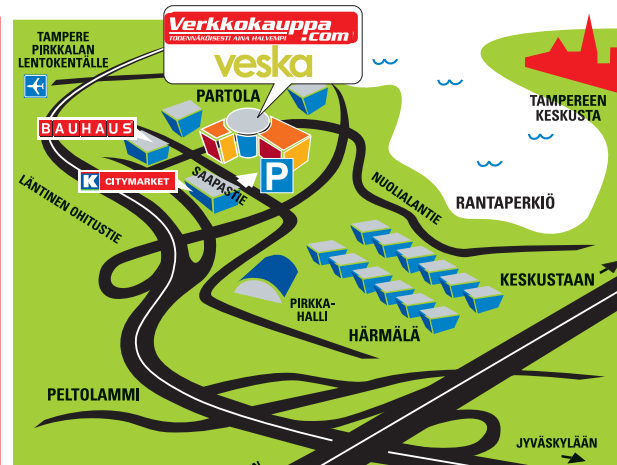 Verkkokauppa
.com
TODENNÄKÖISESTI AINA HALVEMPI
veska
TAMPERE
PIRKKALAN
LENTOKENTÄLLE
PARTOLA
TAMPEREEN
KESKUSTA
BAUHAUS
K CITYMARKET
SAAPASTIE
P
NUOLIALANTIE
RANTAPERKIÖ
LÄNTINEN OHITUSTIE
KESKUSTAAN
PIRKKA-
HALLI
HÄRMÄLÄ
PELTOLAMMI
JYVÄSKYLÄÄN